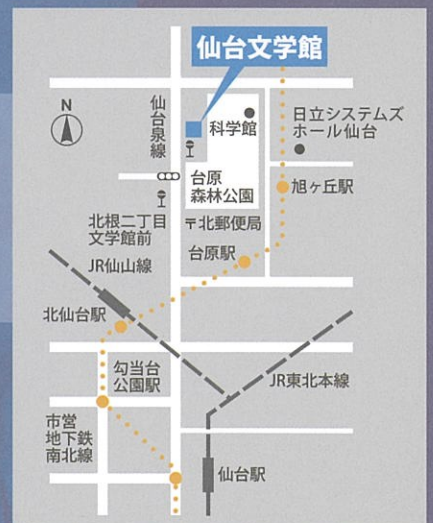 仙台文学館
N
仙台泉線
科学館
日立システムズ
ホール仙台
台原
森林公園
旭ヶ丘駅
北根二丁目
文学館前
〒北郵便局
台原駅
JR仙山線
北仙台駅
勾当台
公園駅
JR東北本線
市営
地下鉄
南北線
仙台駅